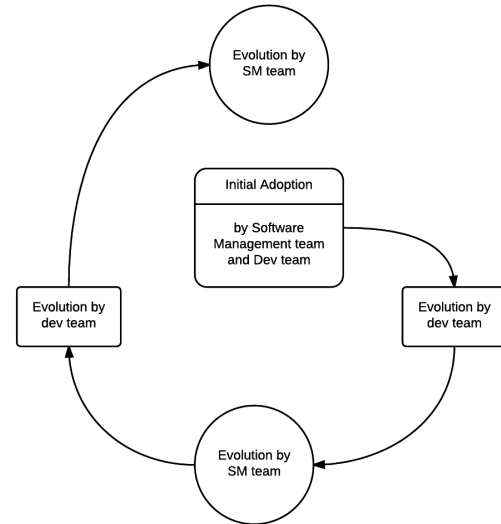 Evolution by
SM team
Initial Adoption
by Software
Management team
and Dev team
Evolution by
dev team
Evolution by
dev team
Evolution by
SM team